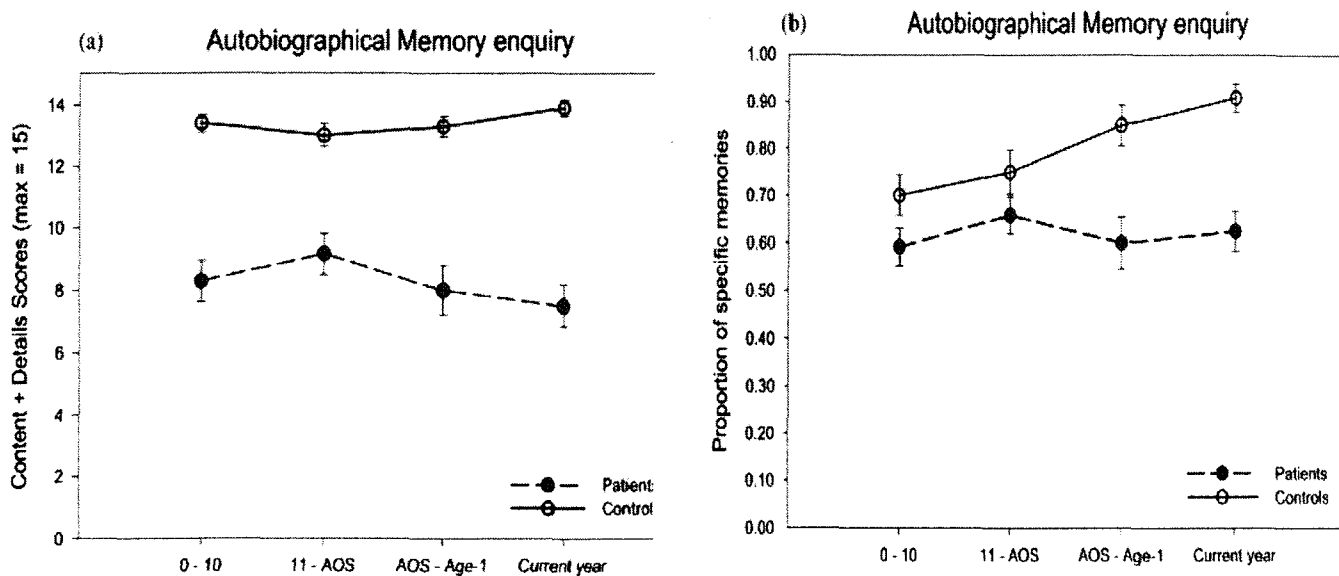 (a) Autobiographical Memory enquiry
Content + Details Scores (max = 15)
14
12
10
8
6
4
2
0
Patient:
Control
0 - 10 11 - AOS AOS - Age-1 Current year
(b) Autobiographical Memory enquiry
Proportion of specific memories
1.00
0.90
0.80
0.70
0.60
0.50
0.40
0.30
0.20
0.10
0.00
Patients
Controls
0 - 10 11 - AOS AOS - Age-1 Current year